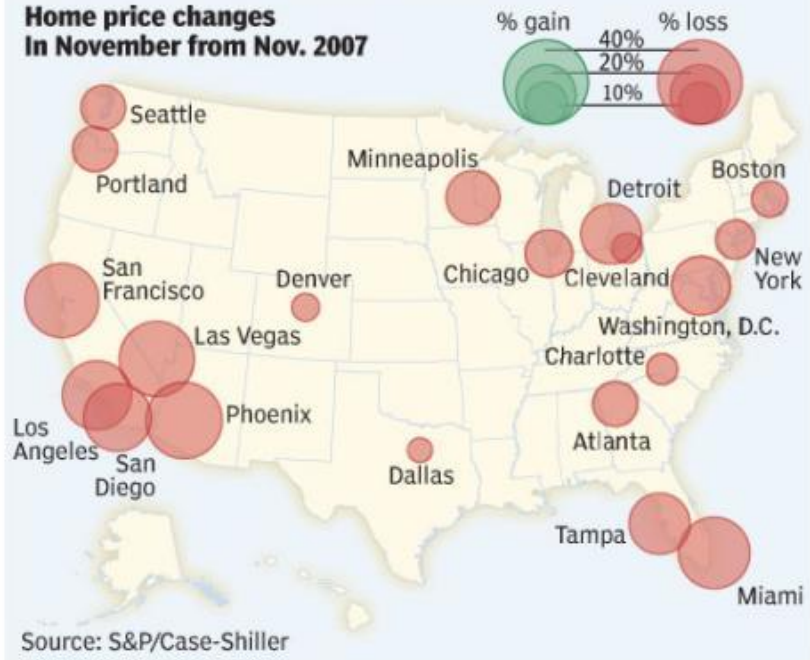 Home price changes
In November from Nov. 2007
% gain
% loss
40%
20%
10%
Seattle
Portland
Minneapolis
Boston
Detroit
San
Francisco
Denver
Chicago
Cleveland
New
York
Las Vegas
Washington, D.C.
Charlotte
Los
Angeles
San
Diego
Phoenix
Atlanta
Dallas
Tampa
Miami
Source: S&P/Case-Shiller